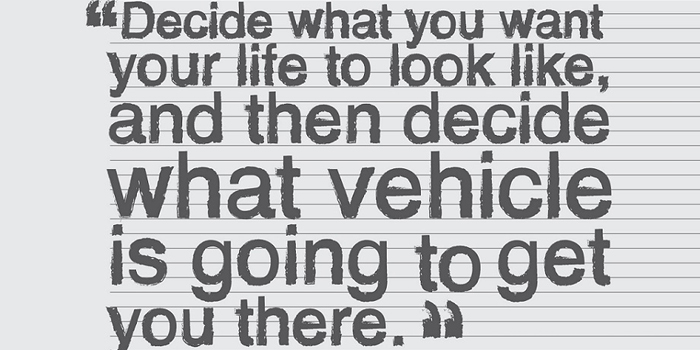 “Decide what you want
your life to look like,
and then decide
what vehicle
is going to get
you there.”